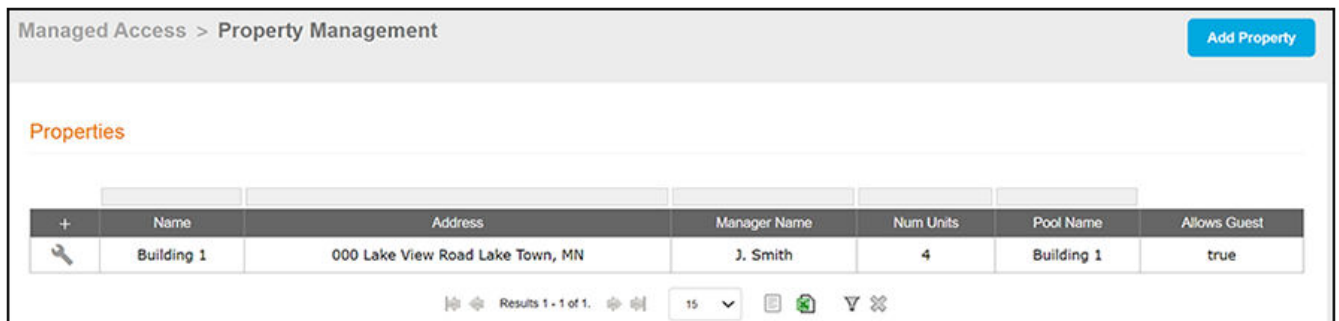 Managed Access > Property Management
Add Property
Properties
+ Name Address Manager Name Num Units Pool Name Allows Guest
Building 1 000 Lake View Road Lake Town, MN J. Smith 4 Building 1 true
Results 1 - 1 of 1. 15